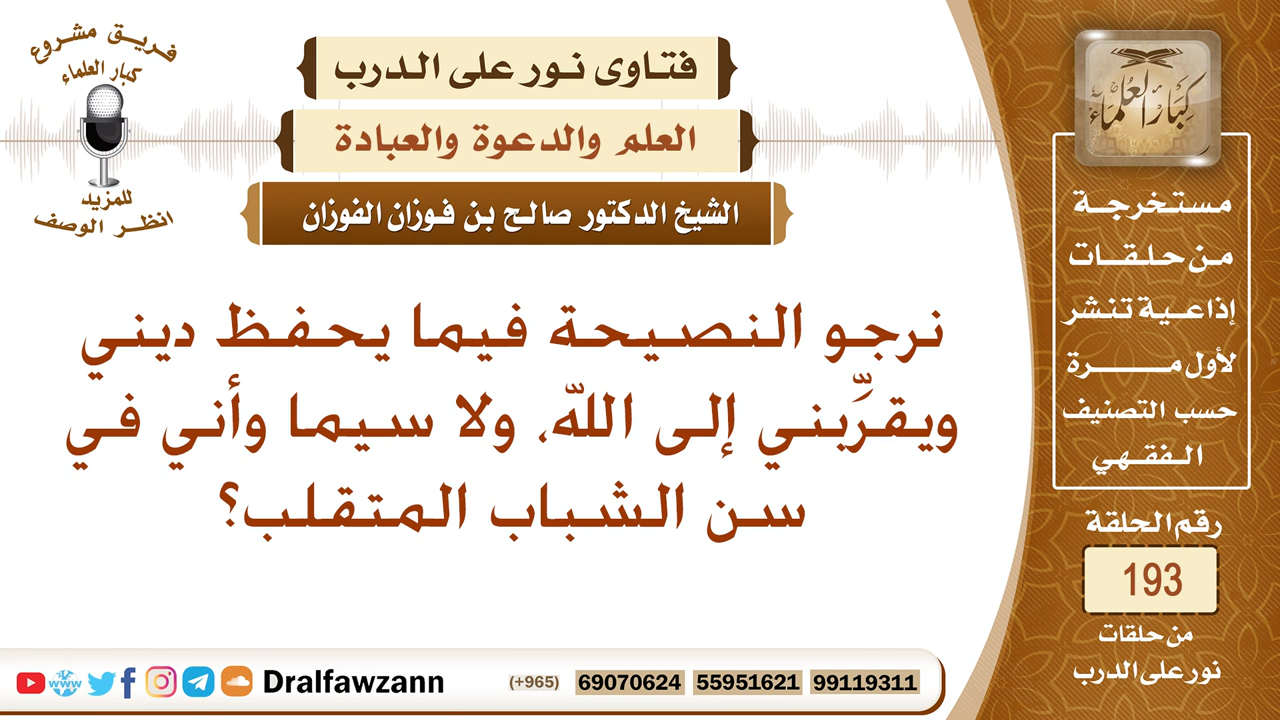 فريق مشروع
كبار العلماء
للمزيد
انظر الوصف
فتاوى نور على الدرب
العلم والدعوة والعبادة
الشيخ الدكتور صالح بن فوزان الفوزان
نرجو النصيحة فيما يحفظ ديني
ويقرِّبني إلى الله، ولا سيما وأني في
سن الشباب المتقلب؟
كبار العلماء
مستخرجة
من حلقات
إذاعية تنشر
لأول مرة
حسب التصنيف
الفقهي
رقم الحلقة
193
من حلقات
نور على الدرب
www
Dralfawzann
(+965) 69070624 55951621 99119311